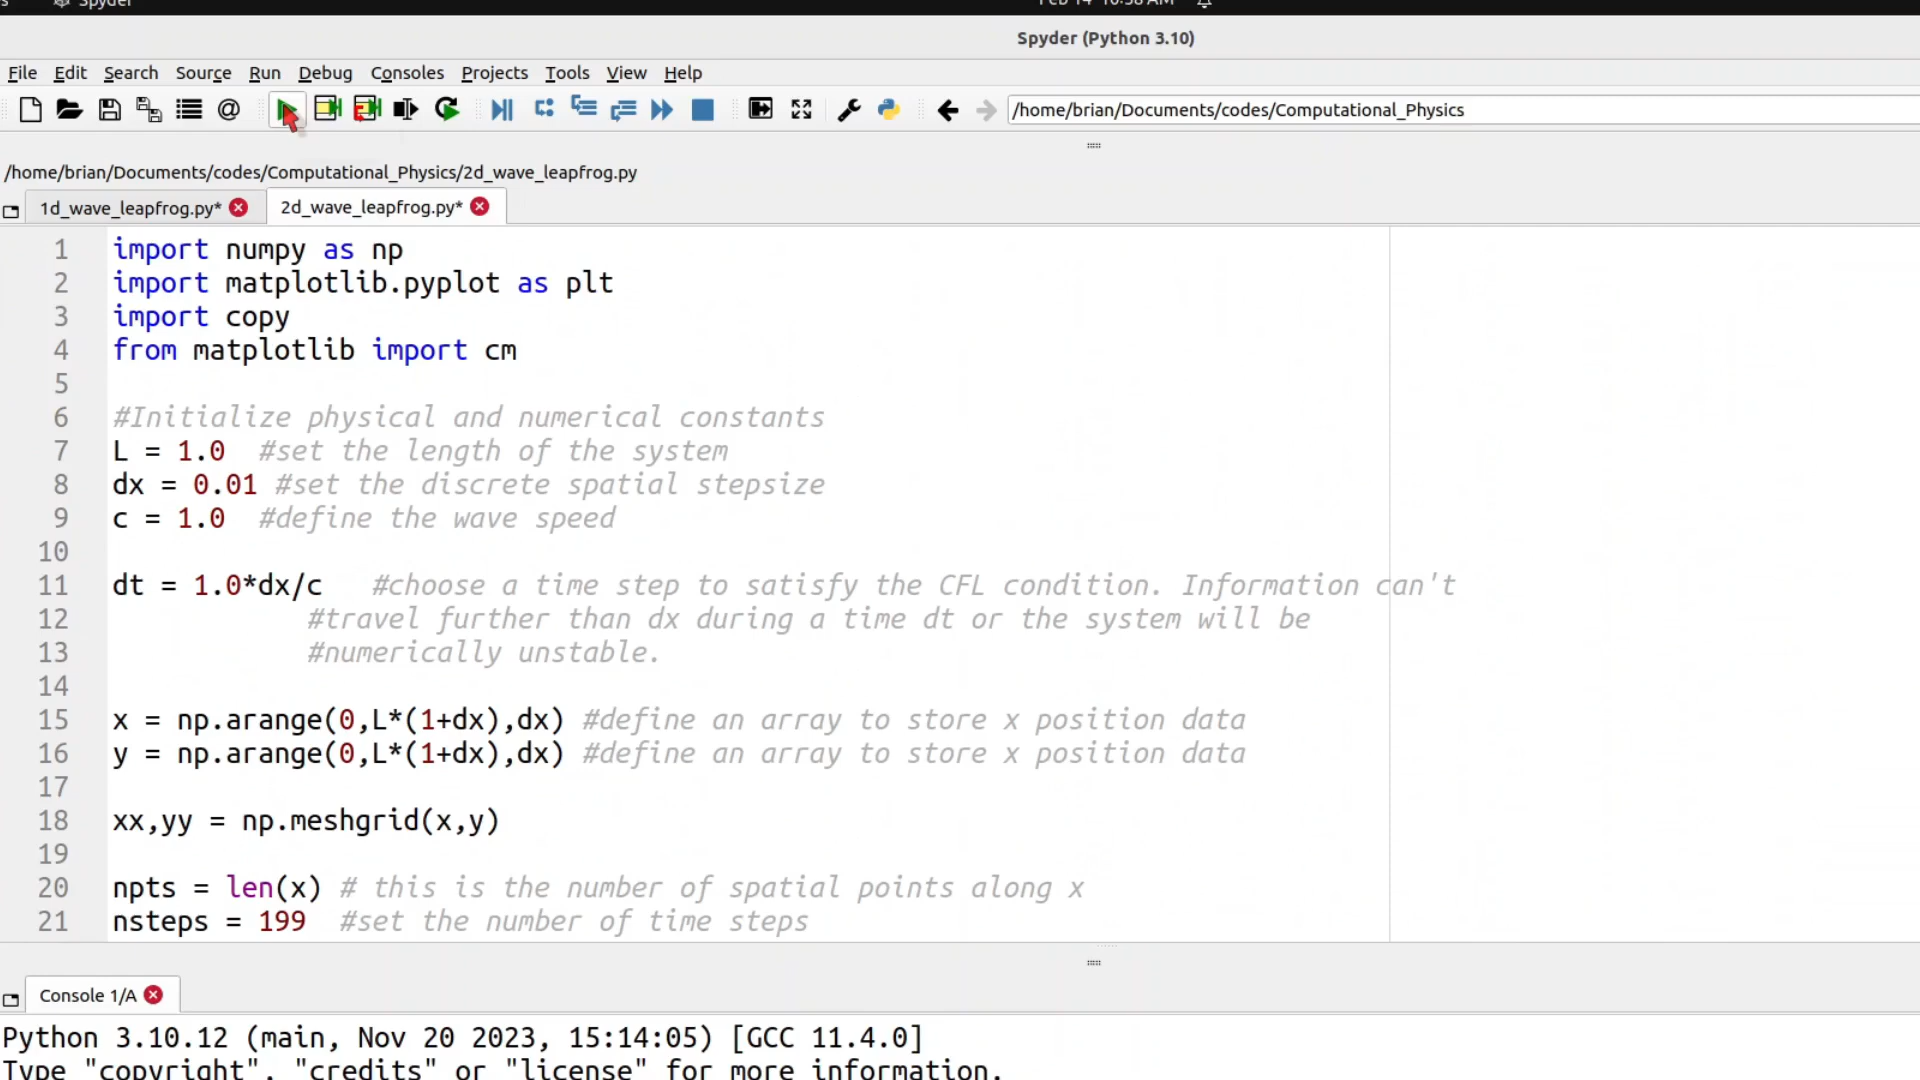 Spyder
Feb 14 10:58 AM
Spyder (Python 3.10)
File Edit Search Source Run Debug Consoles Projects Tools View Help
/home/brian/Documents/codes/Computational_Physics
/home/brian/Documents/codes/Computational_Physics/2d_wave_leapfrog.py
1d_wave_leapfrog.py* 2d_wave_leapfrog.py*
1 import numpy as np
2 import matplotlib.pyplot as plt
3 import copy
4 from matplotlib import cm
5
6 #Initialize physical and numerical constants
7 L = 1.0  #set the length of the system
8 dx = 0.01 #set the discrete spatial stepsize
9 c = 1.0  #define the wave speed
10
11 dt = 1.0*dx/c   #choose a time step to satisfy the CFL condition. Information can't
12             #travel further than dx during a time dt or the system will be
13             #numerically unstable.
14
15 x = np.arange(0,L*(1+dx),dx) #define an array to store x position data
16 y = np.arange(0,L*(1+dx),dx) #define an array to store x position data
17
18 xx,yy = np.meshgrid(x,y)
19
20 npts = len(x) # this is the number of spatial points along x
21 nsteps = 199  #set the number of time steps
Console 1/A
Python 3.10.12 (main, Nov 20 2023, 15:14:05) [GCC 11.4.0]
Type "copyright", "credits" or "license" for more information.